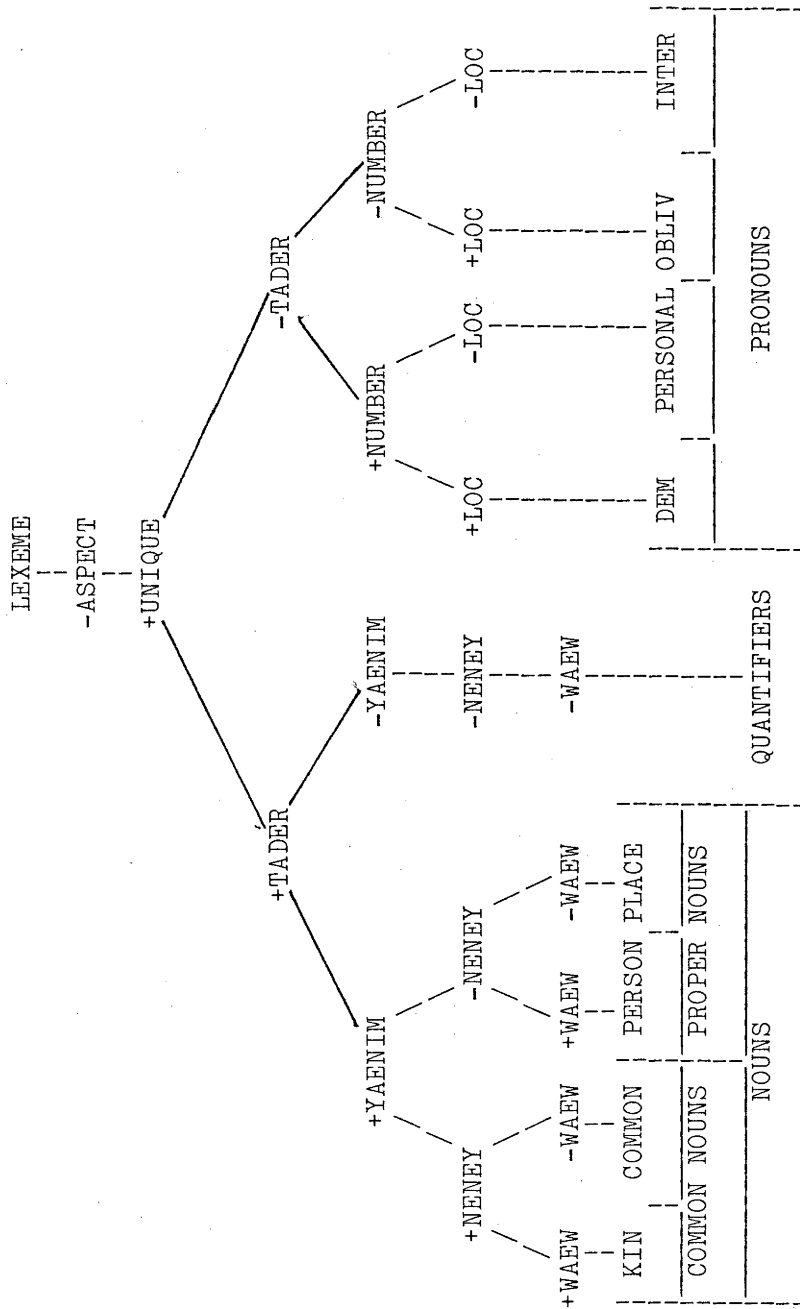 LEXEME
-ASPECT
+UNIQUE
+TADER -TADER
+YAENIM -YAENIM +NUMBER -NUMBER
+NENEY -NENEY -NENEY +LOC -LOC +LOC -LOC
+WAEW -WAEW +WAEW -WAEW -WAEW
KIN COMMON PERSON PLACE DEM PERSONAL OBLIV INTER
COMMON NOUNS PROPER NOUNS
NOUNS QUANTIFIERS PRONOUNS